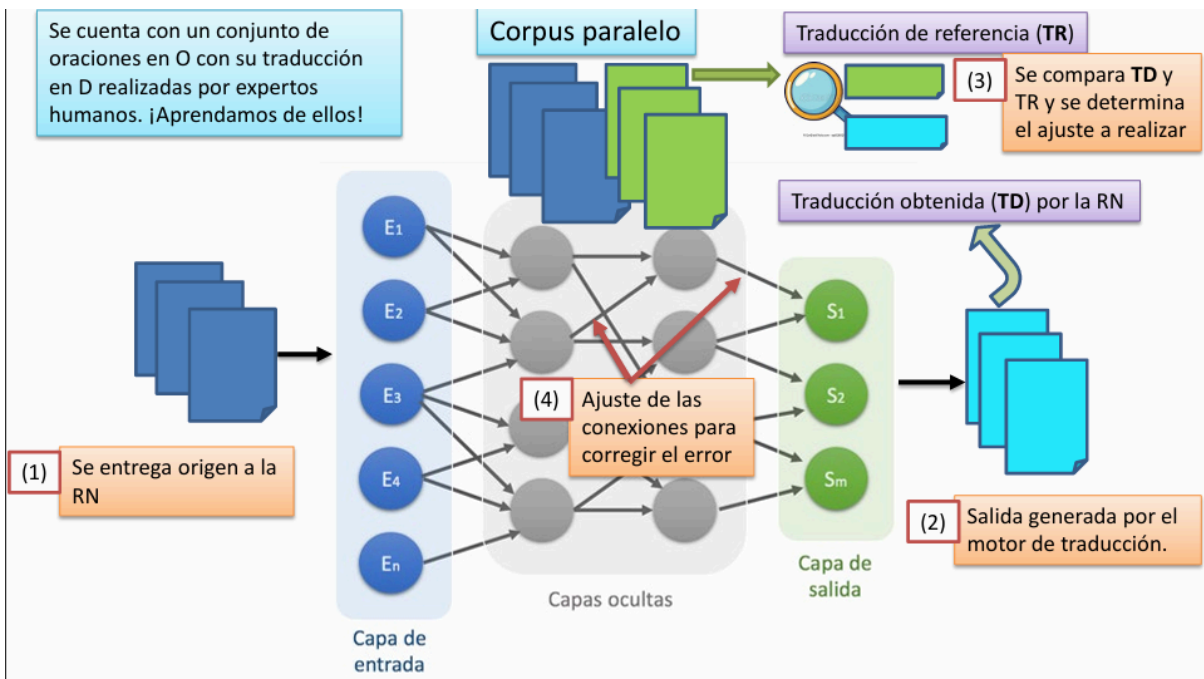 Se cuenta con un conjunto de
oraciones en O con su traducción
en D realizadas por expertos
humanos. ¡Aprendamos de ellos!
Corpus paralelo
Traducción de referencia (TR)
(3)
Se compara TD y
TR y se determina
el ajuste a realizar
Traducción obtenida (TD) por la RN
E1
E2
E3
E4
En
S1
S2
Sm
(4)
Ajuste de las
conexiones para
corregir el error
(1)
Se entrega origen a la
RN
(2)
Salida generada por el
motor de traducción.
Capa de
salida
Capas ocultas
Capa de
entrada